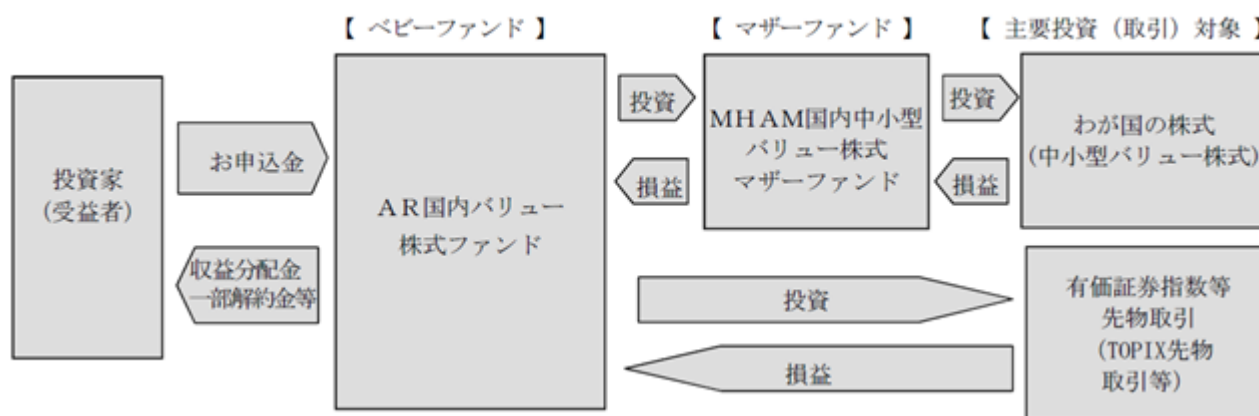 【 ベビーファンド 】
【 マザーファンド 】
【 主要投資（取引）対象 】
投資家
(受益者)
お申込金
収益分配金
一部解約金等
ＡＲ国内バリュー
株式ファンド
投資
損益
ＭＨＡＭ国内中小型
バリュー株式
マザーファンド
投資
損益
わが国の株式
(中小型バリュー株式)
投資
損益
有価証券指数等
先物取引
(TOPIX先物
取引等)